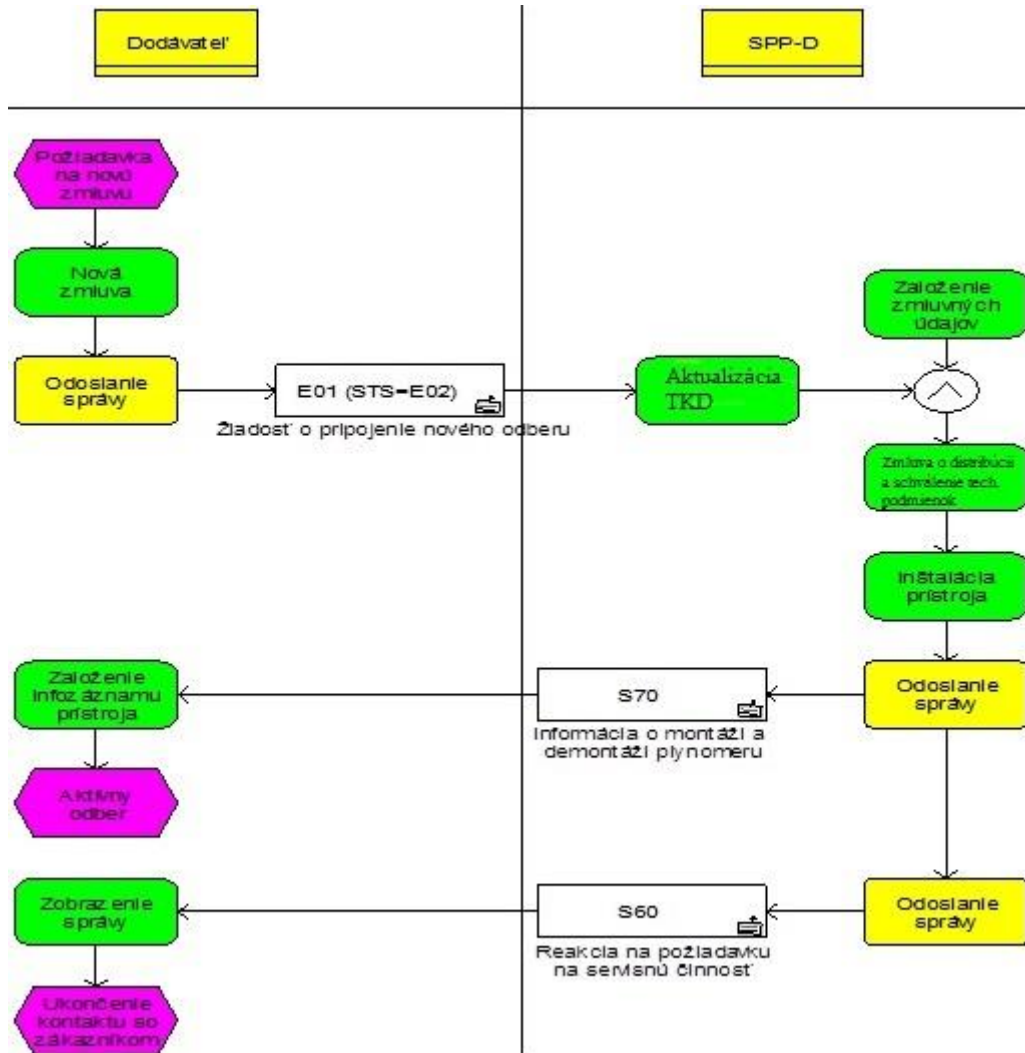 Dodávateľ
SPP-D
Požiadavka
na novú
zmluvu
Nová
zmluva
Založenie
zmluvných
údajov
Odoslanie
správy
E01 (STS=E02)
Žiadosť o pripojenie nového odberu
Aktualizácia
TKD
Zmluva o distribúcii
a schválenie tech.
podmienok
Inštalácia
prístroja
Založenie
infozáznamu
prístroja
S70
Informácia o montáži a
demontáži plynomeru
Odoslanie
správy
Aktívny
odber
Zobrazenie
správy
S60
Reakcia na požiadavku
na servisnú činnosť
Odoslanie
správy
Ukončenie
kontaktu so
zákazníkom